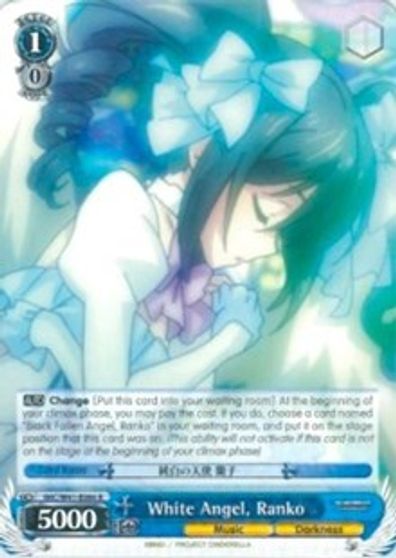 1
0
AUTO Change [Put this card into your waiting room] At the beginning of
your climax phase, you may pay the cost. If you do, choose a card named
"Black Fallen Angel, Ranko" in your waiting room, and put it on the stage
position that this card was on. (This ability will not activate if this card is not
on the stage at the beginning of your climax phase)
純白の天使 蘭子
5000
White Angel, Ranko
Music
Darkness
PROJECT CINDERELLA